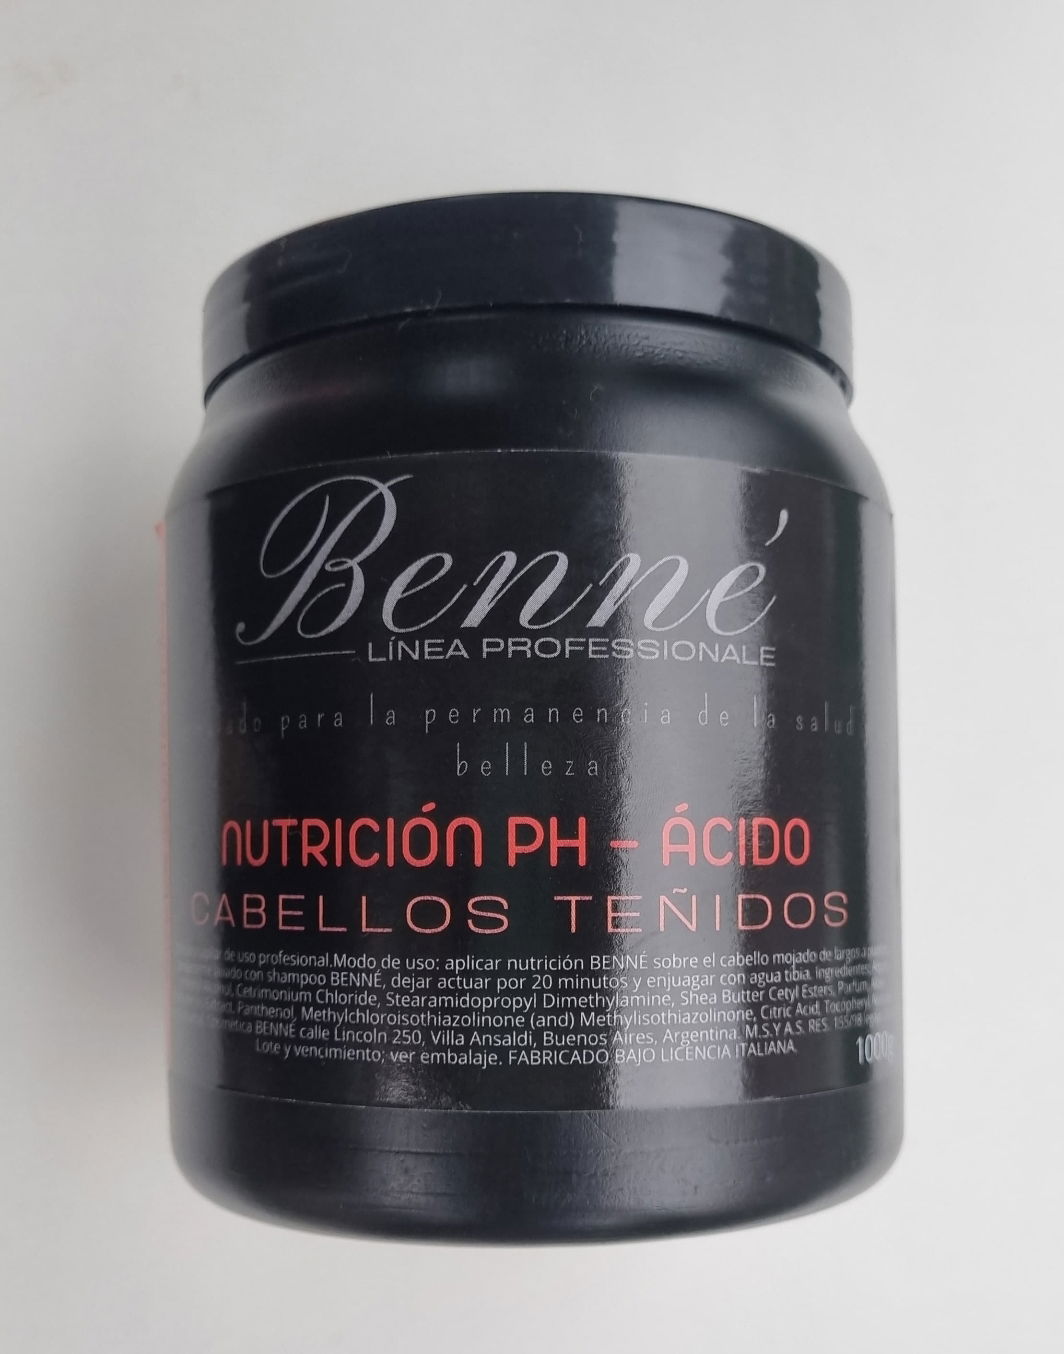 Benné
LÍNEA PROFESSIONALE
para la permanencia de la salud
belleza
NUTRICIÓN PH - ÁCIDO
CABELLOS TEÑIDOS
de uso profesional.Modo de uso: aplicar nutrición BENNÉ sobre el cabello mojado de largos a
lavado con shampoo BENNÉ, dejar actuar por 20 minutos y enjuagar con agua tibia. Ingredientes:
Cetrimonium Chloride, Stearamidopropyl Dimethylamine, Shea Butter Cetyl Esters, Parfum,
Extract, Panthenol, Methylchloroisothiazolinone (and) Methylisothiazolinone, Citric Acid, Tocopheryl
Cosmética BENNÉ calle Lincoln 250, Villa Ansaldi, Buenos Aires, Argentina. M.S.Y A.S. RES. 155/98
Lote y vencimiento; ver embalaje. FABRICADO BAJO LICENCIA ITALIANA.
1000g